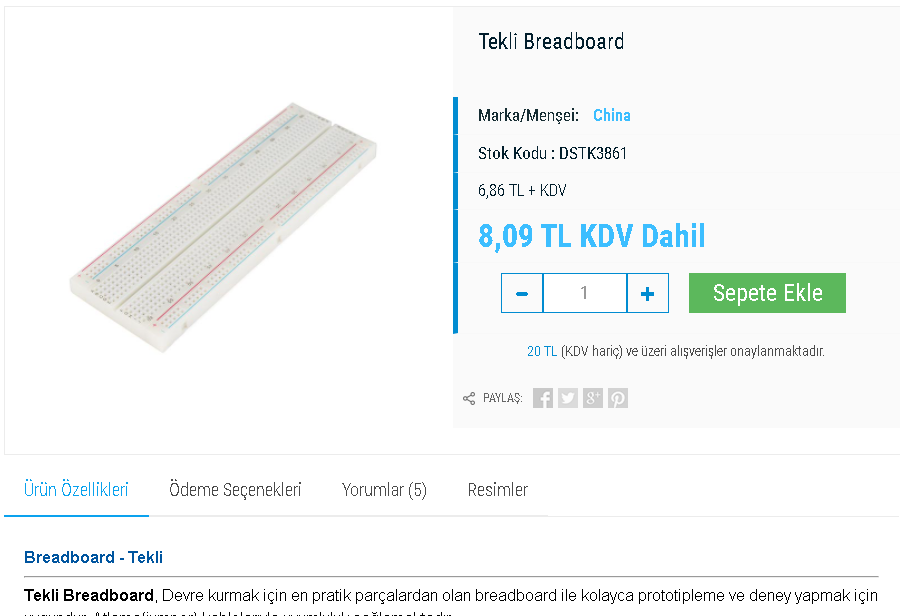 Tekli Breadboard
Marka/Menşei: China
Stok Kodu : DSTK3861
6,86 TL + KDV
8,09 TL KDV Dahil
− 1 +
Sepete Ekle
20 TL (KDV hariç) ve üzeri alışverişler onaylanmaktadır.
PAYLAŞ:
Ürün Özellikleri Ödeme Seçenekleri Yorumlar (5) Resimler
Breadboard - Tekli
Tekli Breadboard, Devre kurmak için en pratik parçalardan olan breadboard ile kolayca prototipleme ve deney yapmak için